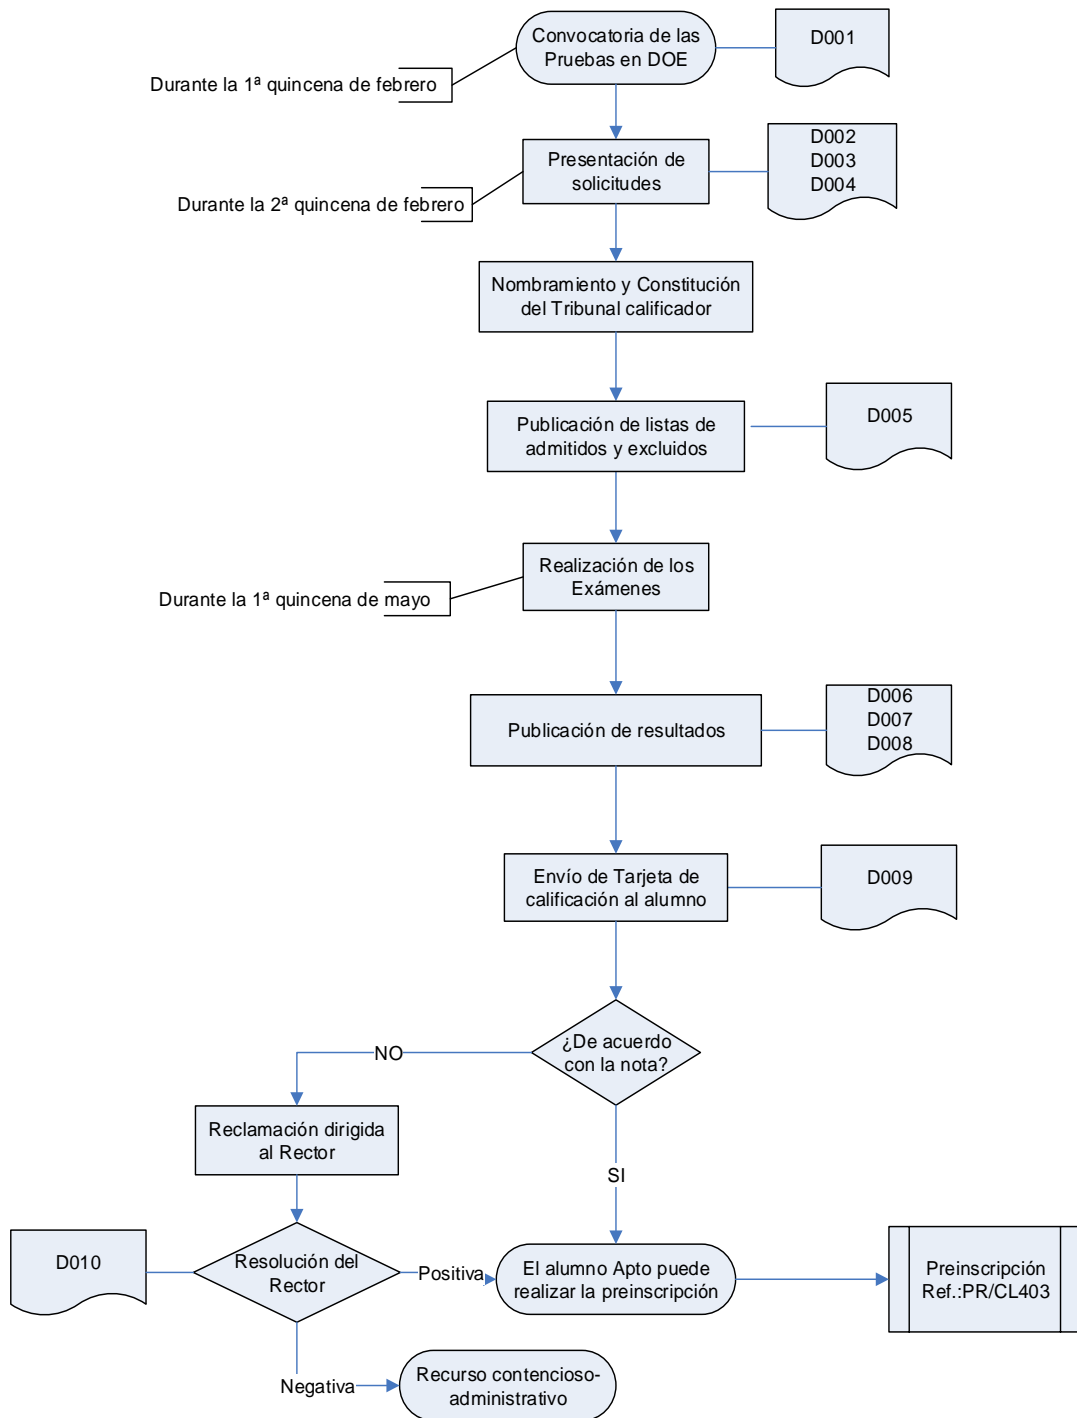 Convocatoria de las
Pruebas en DOE
D001
Durante la 1ª quincena de febrero
Presentación de
solicitudes
D002
D003
D004
Durante la 2ª quincena de febrero
Nombramiento y Constitución
del Tribunal calificador
Publicación de listas de
admitidos y excluidos
D005
Realización de los
Exámenes
Durante la 1ª quincena de mayo
Publicación de resultados
D006
D007
D008
Envío de Tarjeta de
calificación al alumno
D009
¿De acuerdo
con la nota?
NO
Reclamación dirigida
al Rector
SI
D010
Resolución del
Rector
Positiva
El alumno Apto puede
realizar la preinscripción
Preinscripción
Ref.:PR/CL403
Negativa
Recurso contencioso-
administrativo